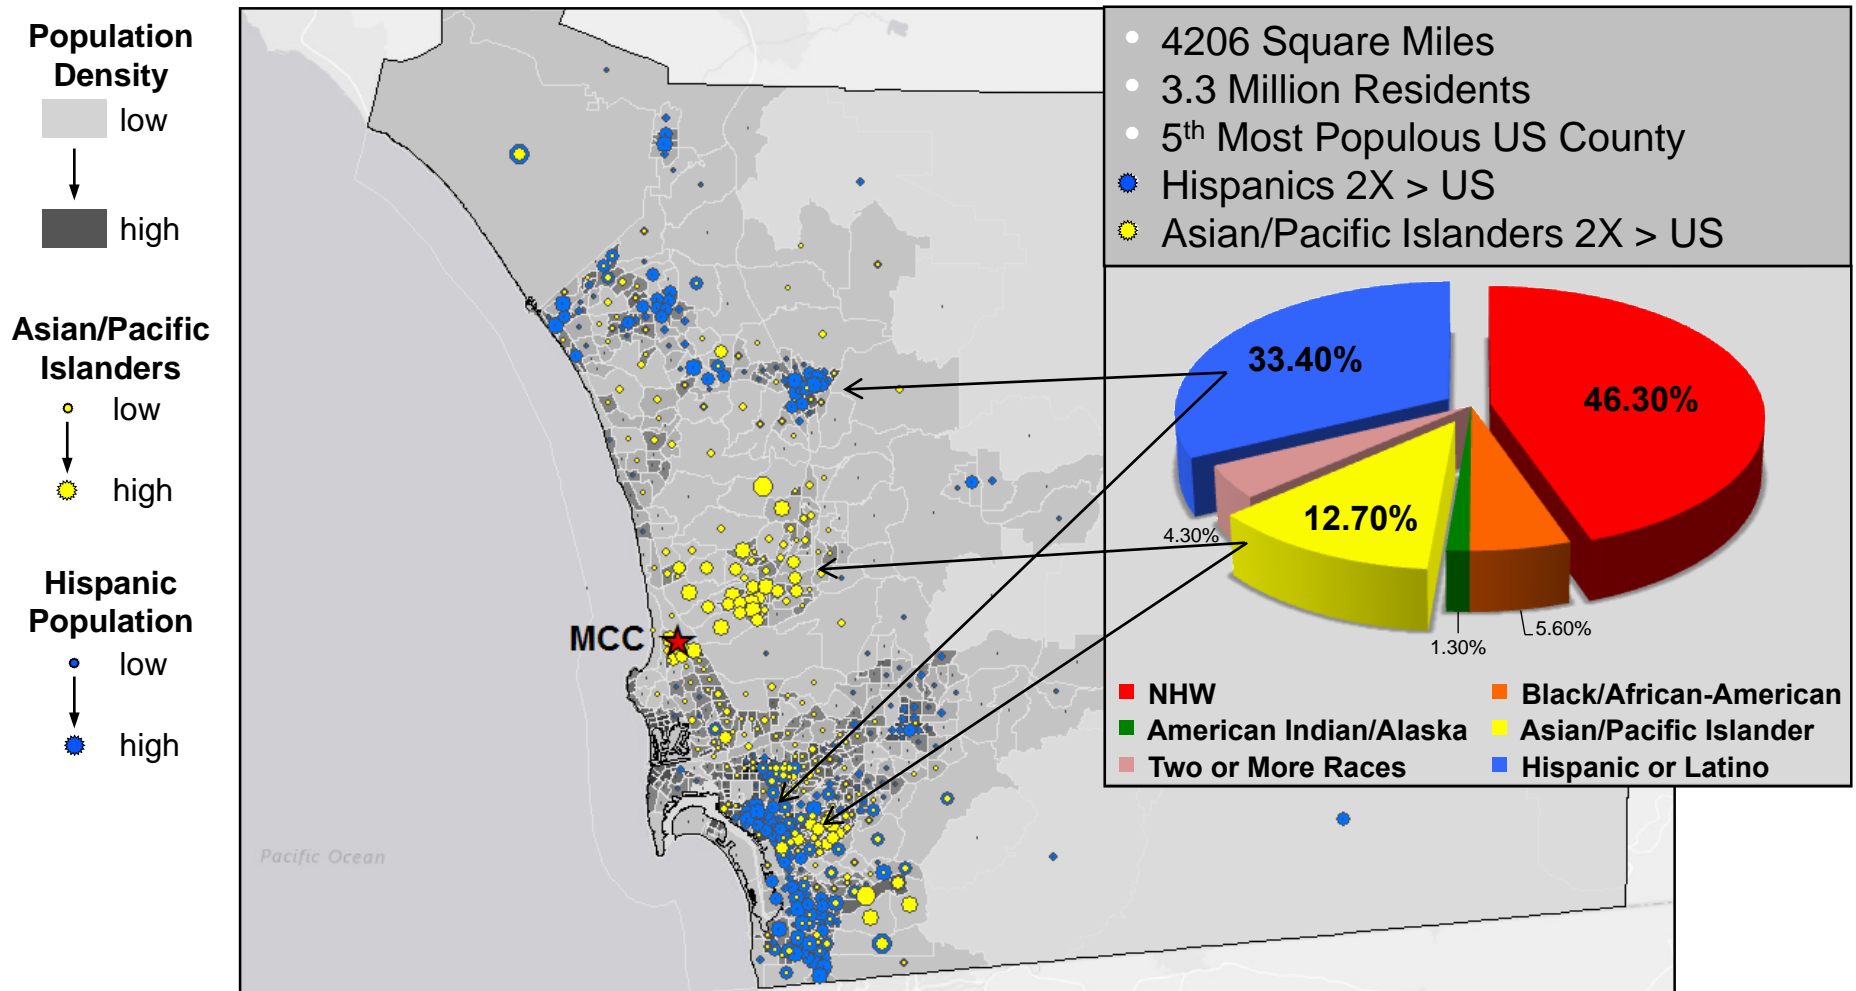 Population
Density
low
high
Asian/Pacific
Islanders
low
high
Hispanic
Population
low
high
MCC
Pacific Ocean
4206 Square Miles
3.3 Million Residents
5th Most Populous US County
Hispanics 2X > US
Asian/Pacific Islanders 2X > US
33.40%
46.30%
12.70%
4.30%
5.60%
1.30%
NHW
Black/African-American
American Indian/Alaska
Asian/Pacific Islander
Two or More Races
Hispanic or Latino